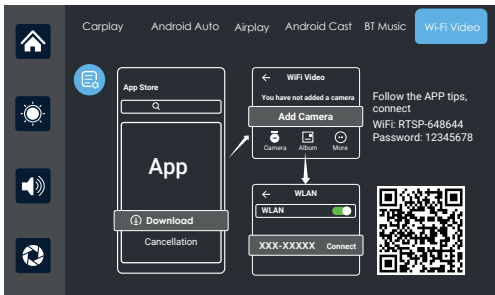 Carplay Android Auto Airplay Android Cast BT Music Wi-Fi Video
App Store
App
Download
Cancellation
WiFi Video
You have not added a camera
Add Camera
Camera Album More
WLAN
WLAN
XXX-XXXXX Connect
Follow the APP tips,
connect
WiFi: RTSP-648644
Password: 12345678